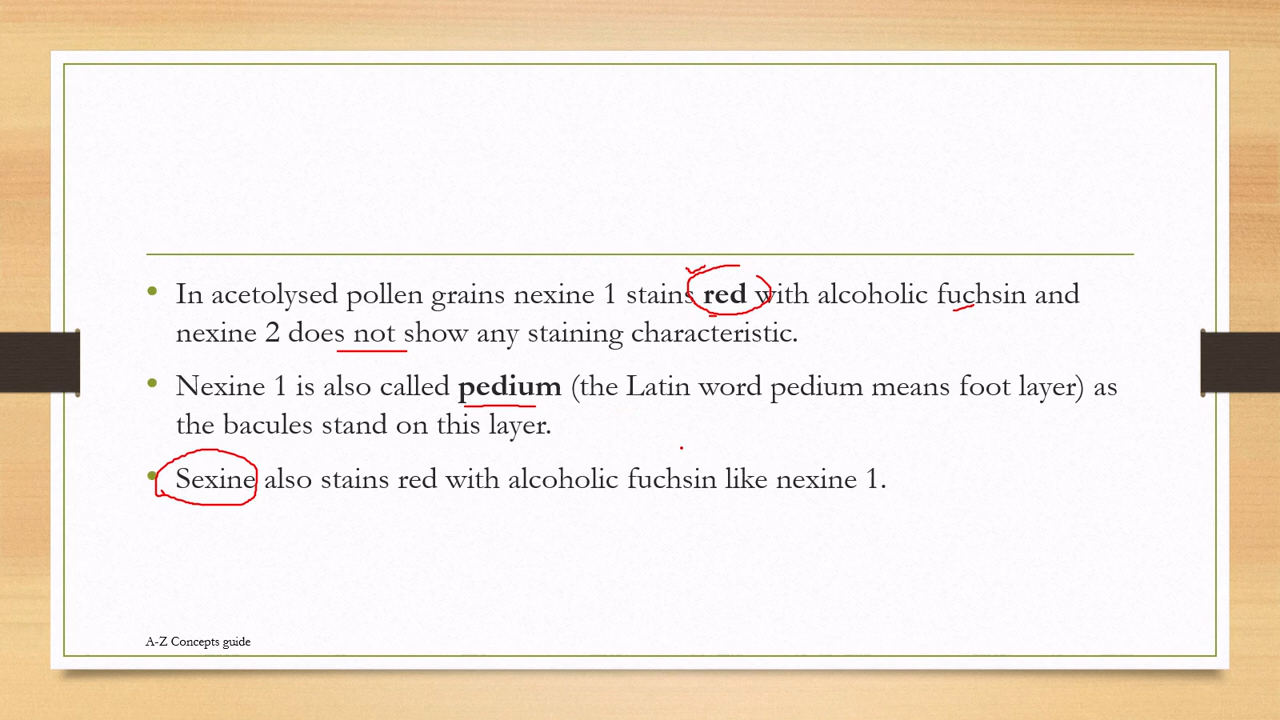 • In acetolysed pollen grains nexine 1 stains red with alcoholic fuchsin and
nexine 2 does not show any staining characteristic.
• Nexine 1 is also called pedium (the Latin word pedium means foot layer) as
the bacules stand on this layer.
• Sexine also stains red with alcoholic fuchsin like nexine 1.
A-Z Concepts guide